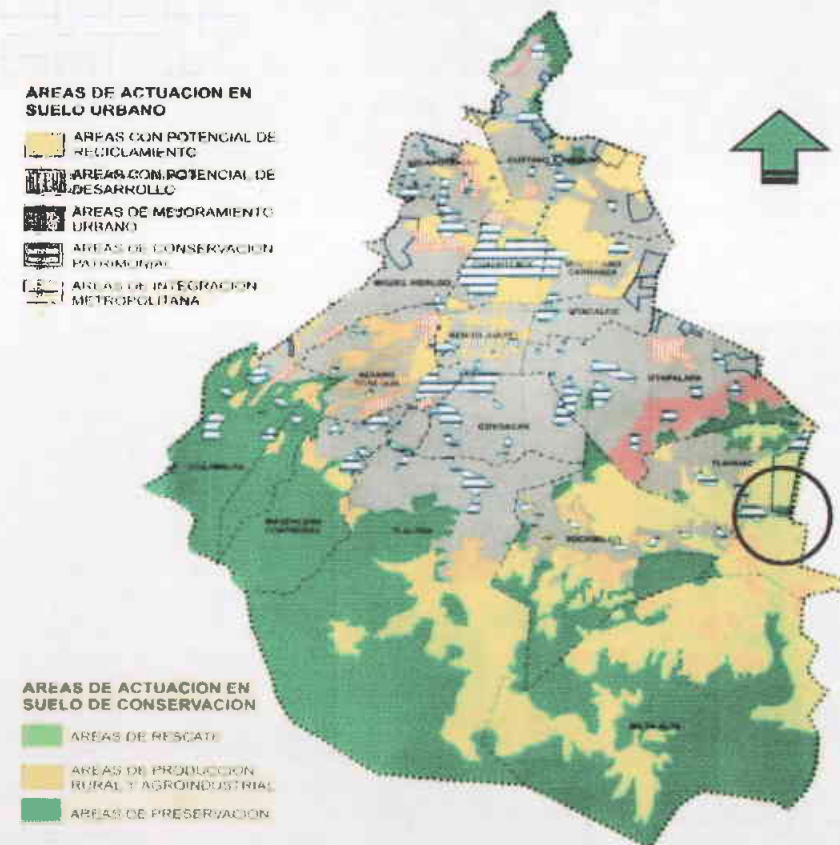 AREAS DE ACTUACION EN
SUELO URBANO
AREAS CON POTENCIAL DE
RECICLAMIENTO
AREAS CON POTENCIAL DE
DESARROLLO
AREAS DE MEJORAMIENTO
URBANO
AREAS DE CONSERVACION
PATRIMONIAL
AREAS DE INTEGRACION
METROPOLITANA
MIGUEL HIDALGO
CARRANZA
IZTACALCO
BENITO JUAREZ
ALVARO
IZTAPALAPA
COYOACAN
TLAHUAC
MAGDALENA
CONTRERAS
TLALPAN
XOCHIMILCO
MILPA ALTA
AREAS DE ACTUACION EN
SUELO DE CONSERVACION
AREAS DE RESCATE
AREAS DE PRODUCCION
RURAL Y AGROINDUSTRIAL
AREAS DE PRESERVACION